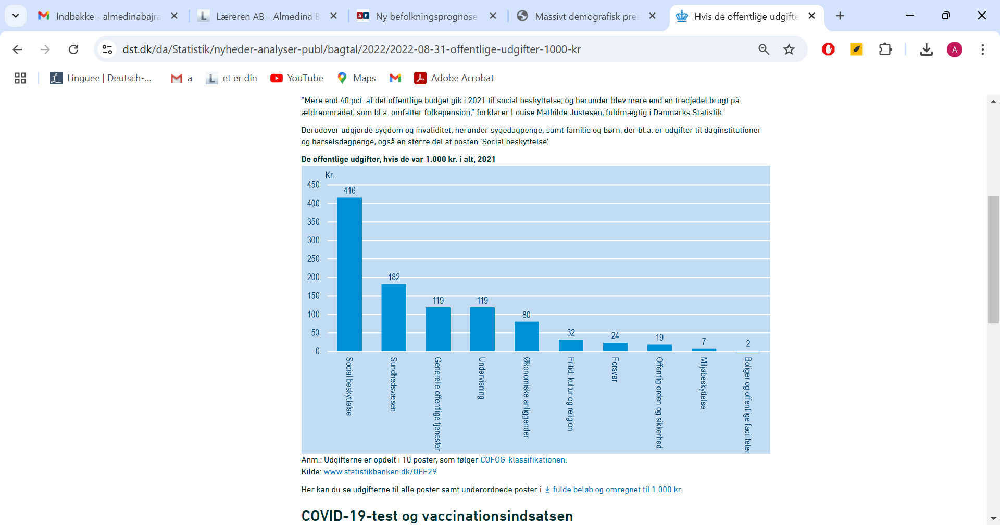 Indbakke - almedinabajra
Læreren AB - Almedina B
Ny befolkningsprognose
Massivt demografisk pres
Hvis de offentlige udgifte
dst.dk/da/Statistik/nyheder-analyser-publ/bagtal/2022/2022-08-31-offentlige-udgifter-1000-kr
A
Linguee | Deutsch-...
a
et er din
YouTube
Maps
Adobe Acrobat
"Mere end 40 pct. af det offentlige budget gik i 2021 til social beskyttelse, og herunder blev mere end en tredjedel brugt på
ældreområdet, som bl.a. omfatter folkepension," forklarer Louise Mathilde Justesen, fuldmægtig i Danmarks Statistik.
Derudover udgjorde sygdom og invaliditet, herunder sygedagpenge, samt familie og børn, der bl.a. er udgifter til daginstitutioner
og barselsdagpenge, også en større del af posten 'Social beskyttelse'.
De offentlige udgifter, hvis de var 1.000 kr. i alt, 2021
Kr.
450
400
350
300
250
200
150
100
50
0
416
182
119
119
80
32
24
19
7
2
Social beskyttelse
Sundhedsvæsen
Generelle offentlige tjenester
Undervisning
Økonomiske anliggender
Fritid, kultur og religion
Forsvar
Offentlig orden og sikkerhed
Miljøbeskyttelse
Boliger og offentlige faciliteter
Anm.: Udgifterne er opdelt i 10 poster, som følger COFOG-klassifikationen.
Kilde: www.statistikbanken.dk/OFF29
Her kan du se udgifterne til alle poster samt underordnede poster i fulde beløb og omregnet til 1.000 kr.
COVID-19-test og vaccinationsindsatsen